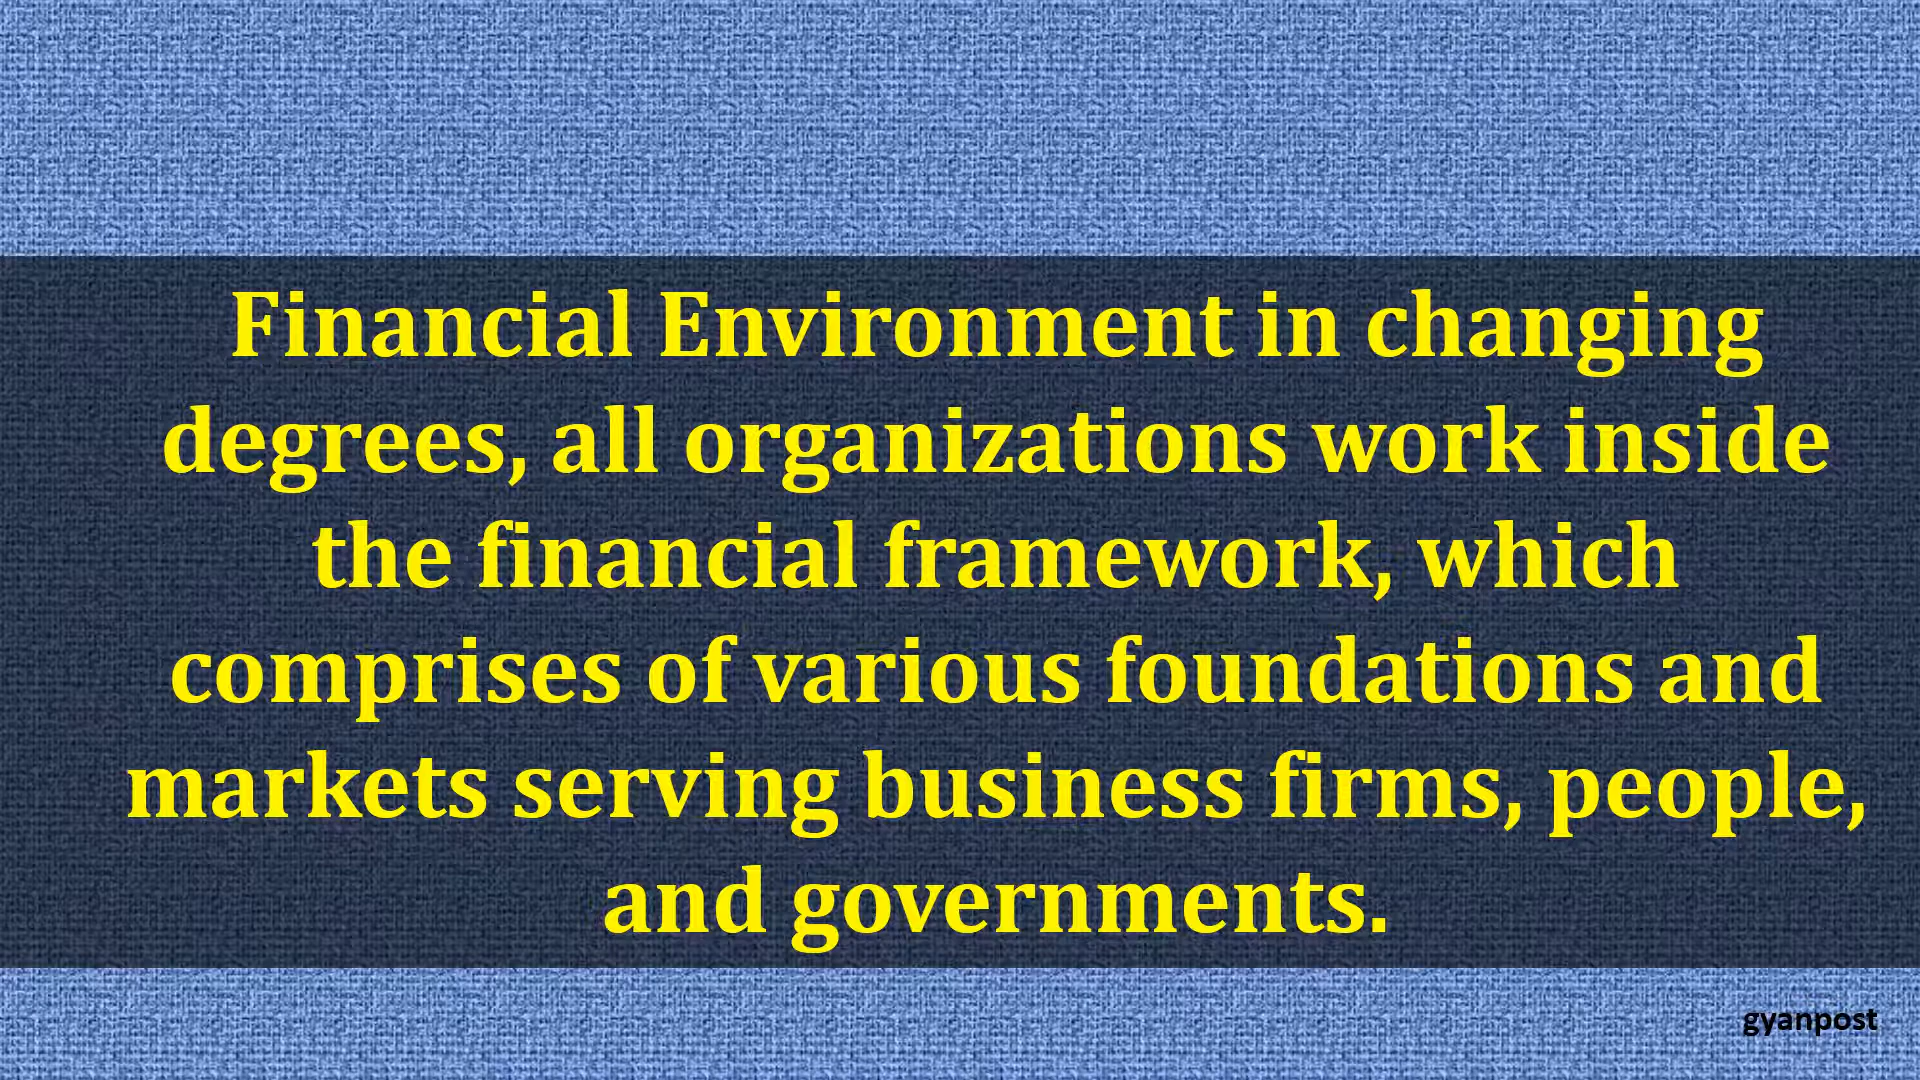 Financial Environment in changing
degrees, all organizations work inside
the financial framework, which
comprises of various foundations and
markets serving business firms, people,
and governments.
gyanpost